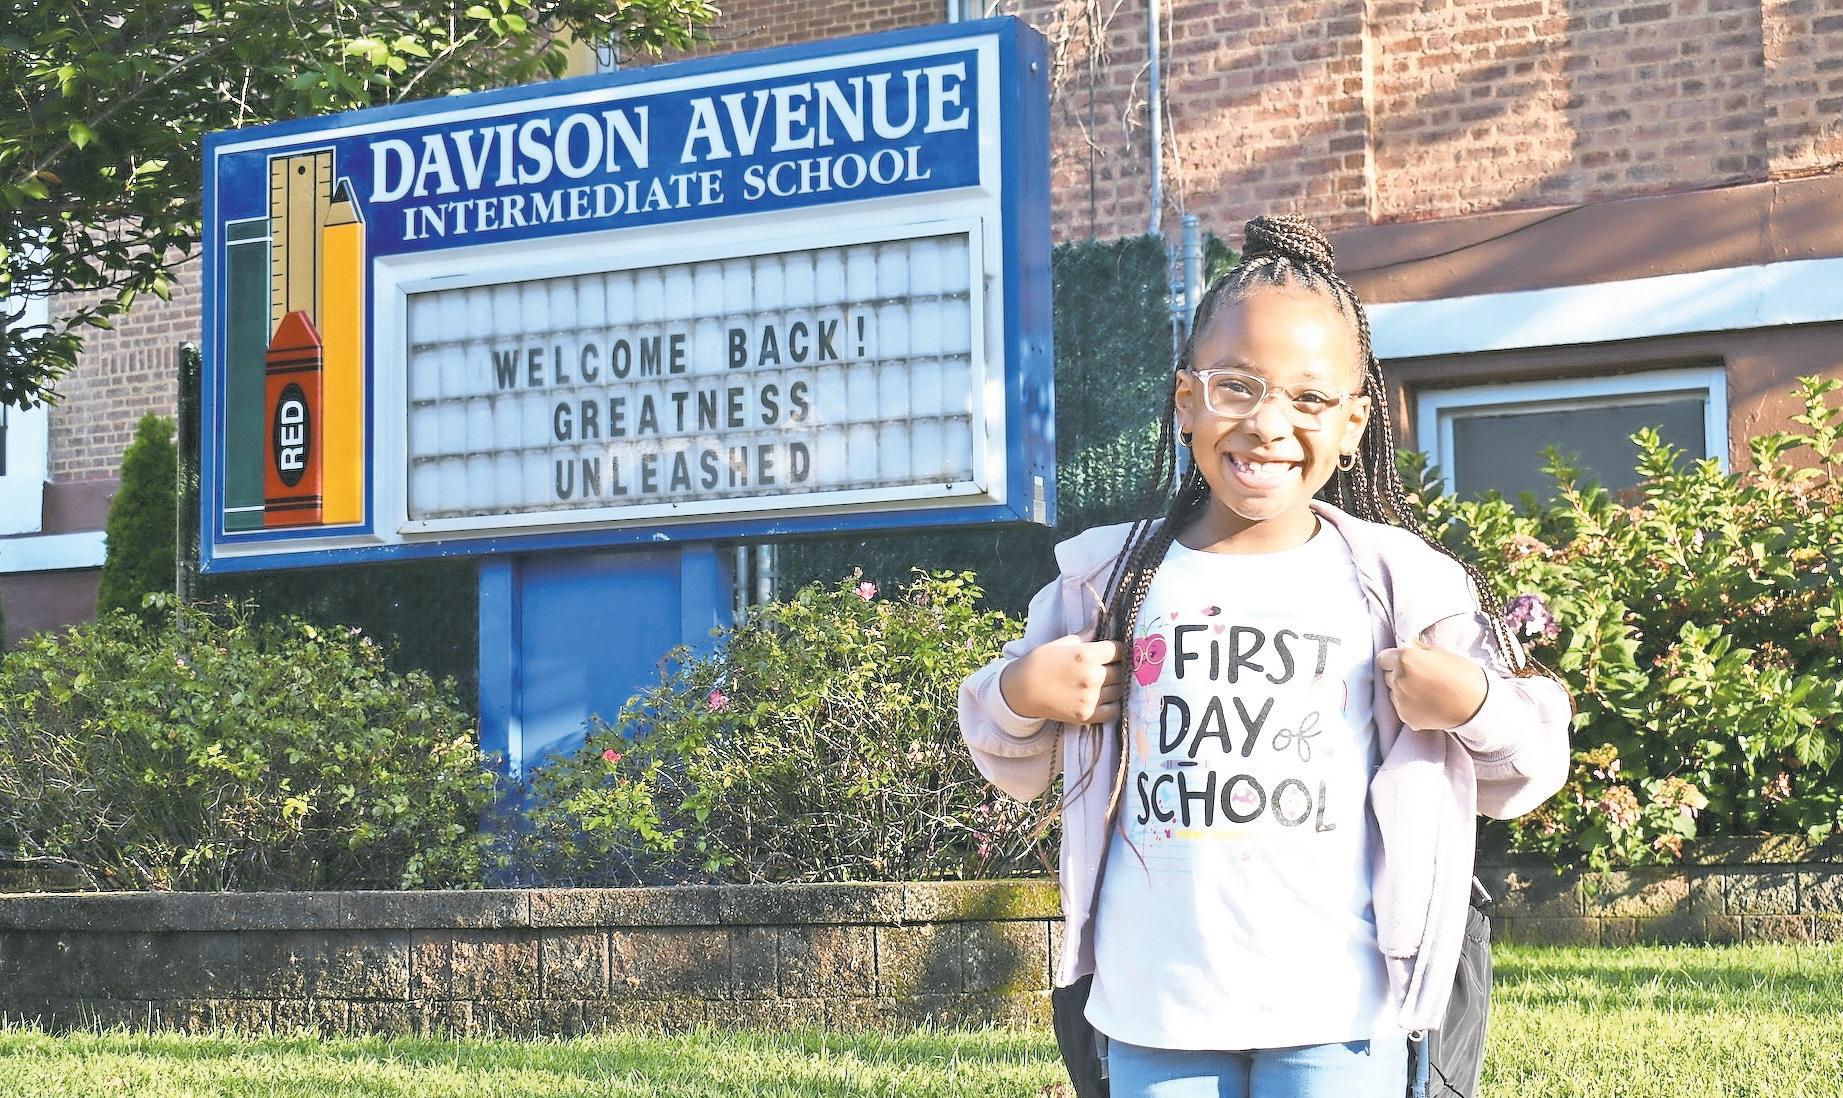 DAVISON AVENUE
INTERMEDIATE SCHOOL
RED
WELCOME BACK!
GREATNESS
UNLEASHED
FiRST
DAY of
SCHOOL